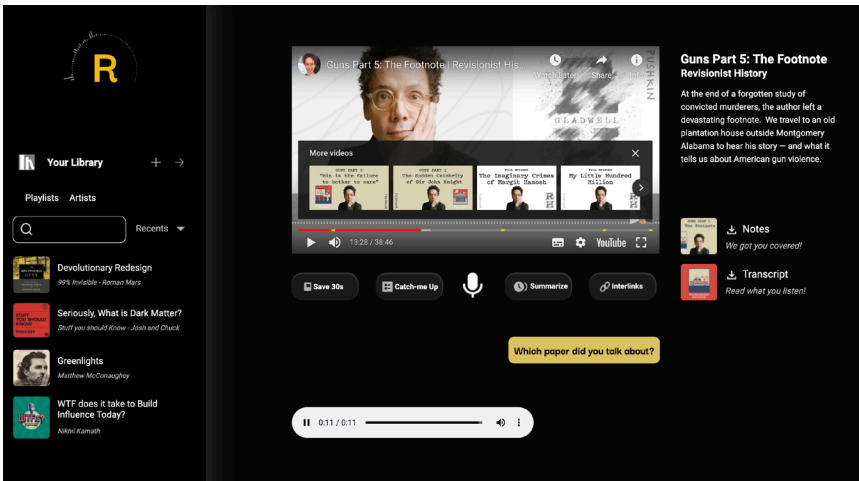 R
Your Library
Playlists Artists
Recents
Devolutionary Redesign
99% Invisible - Roman Mars
STUFF
YOU SHOULD
KNOW
Seriously, What is Dark Matter?
Stuff you should Know - Josh and Chuck
Greenlights
Matthew McConaughey
WTF does it take to Build
Influence Today?
Nikhil Kamath
Guns Part 5: The Footnote | Revisionist His...
Watch Later Share Info
PUSHKIN
GLADWELL
More videos
"Sin is the failure
to bother to care"
The Sudden Celebrity
of Sir John Knight
The Imaginary Crimes
of Margit Hamosh
My Little Hundred
Million
13.28 / 38.46
YouTube
Save 30s
Catch-me Up
Summarize
Interlinks
Which paper did you talk about?
0:11 / 0:11
Guns Part 5: The Footnote
Revisionist History
At the end of a forgotten study of
convicted murderers, the author left a
devastating footnote. We travel to an old
plantation house outside Montgomery
Alabama to hear his story — and what it
tells us about American gun violence.
Notes
We got you covered!
Transcript
Read what you listen!